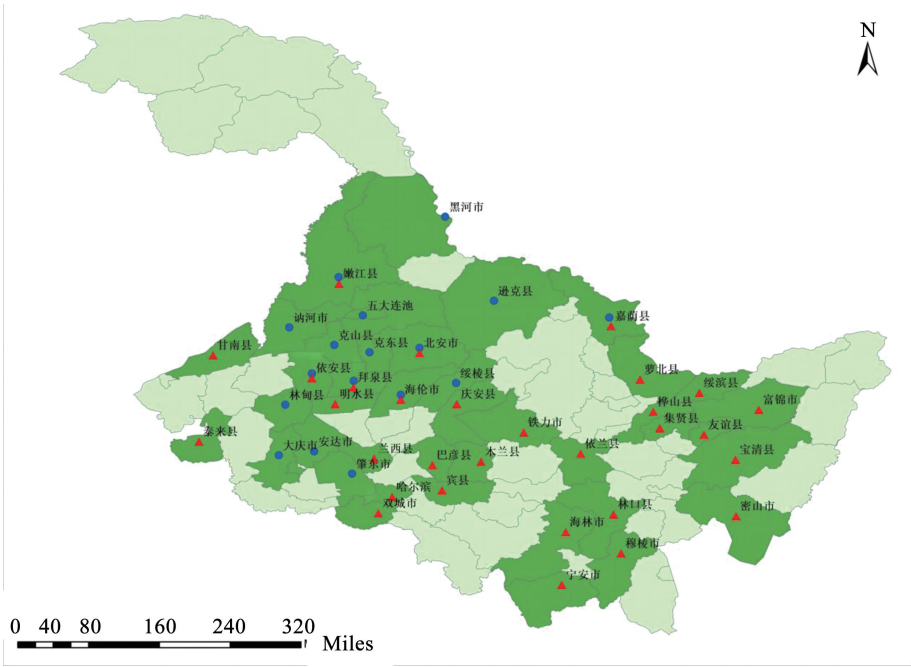 N
黑河市
嫩江县
逊克县
五大连池
讷河市
嘉荫县
克山县
克东县
北安市
甘南县
依安县
拜泉县
绥棱县
萝北县
绥滨县
林甸县
明水县
海伦市
庆安县
桦山县
富锦市
集贤县
泰来县
铁力市
友谊县
大庆市
安达市
兰西县
依兰县
巴彦县
木兰县
宝清县
肇东市
宾县
哈尔滨
双城市
林口县
密山市
海林市
穆棱市
宁安市
0 40 80 160 240 320
Miles